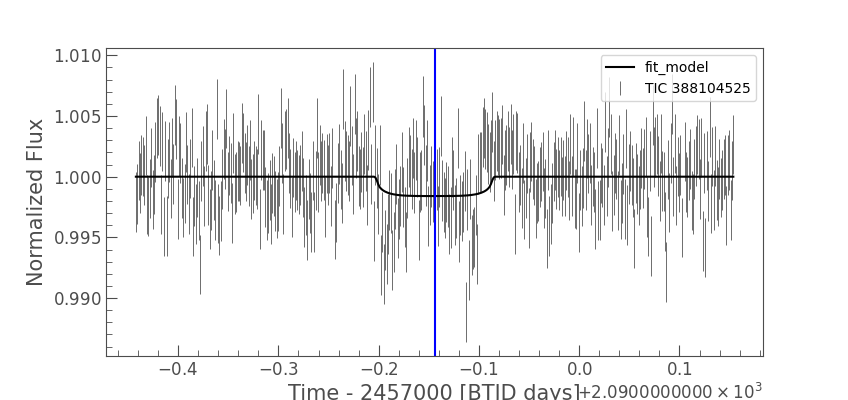 1.010
1.005
1.000
0.995
0.990
Normalized Flux
fit_model
TIC 388104525
−0.4 −0.3 −0.2 −0.1 0.0 0.1
Time - 2457000 [BTJD days]
+2.0900000000 × 10³